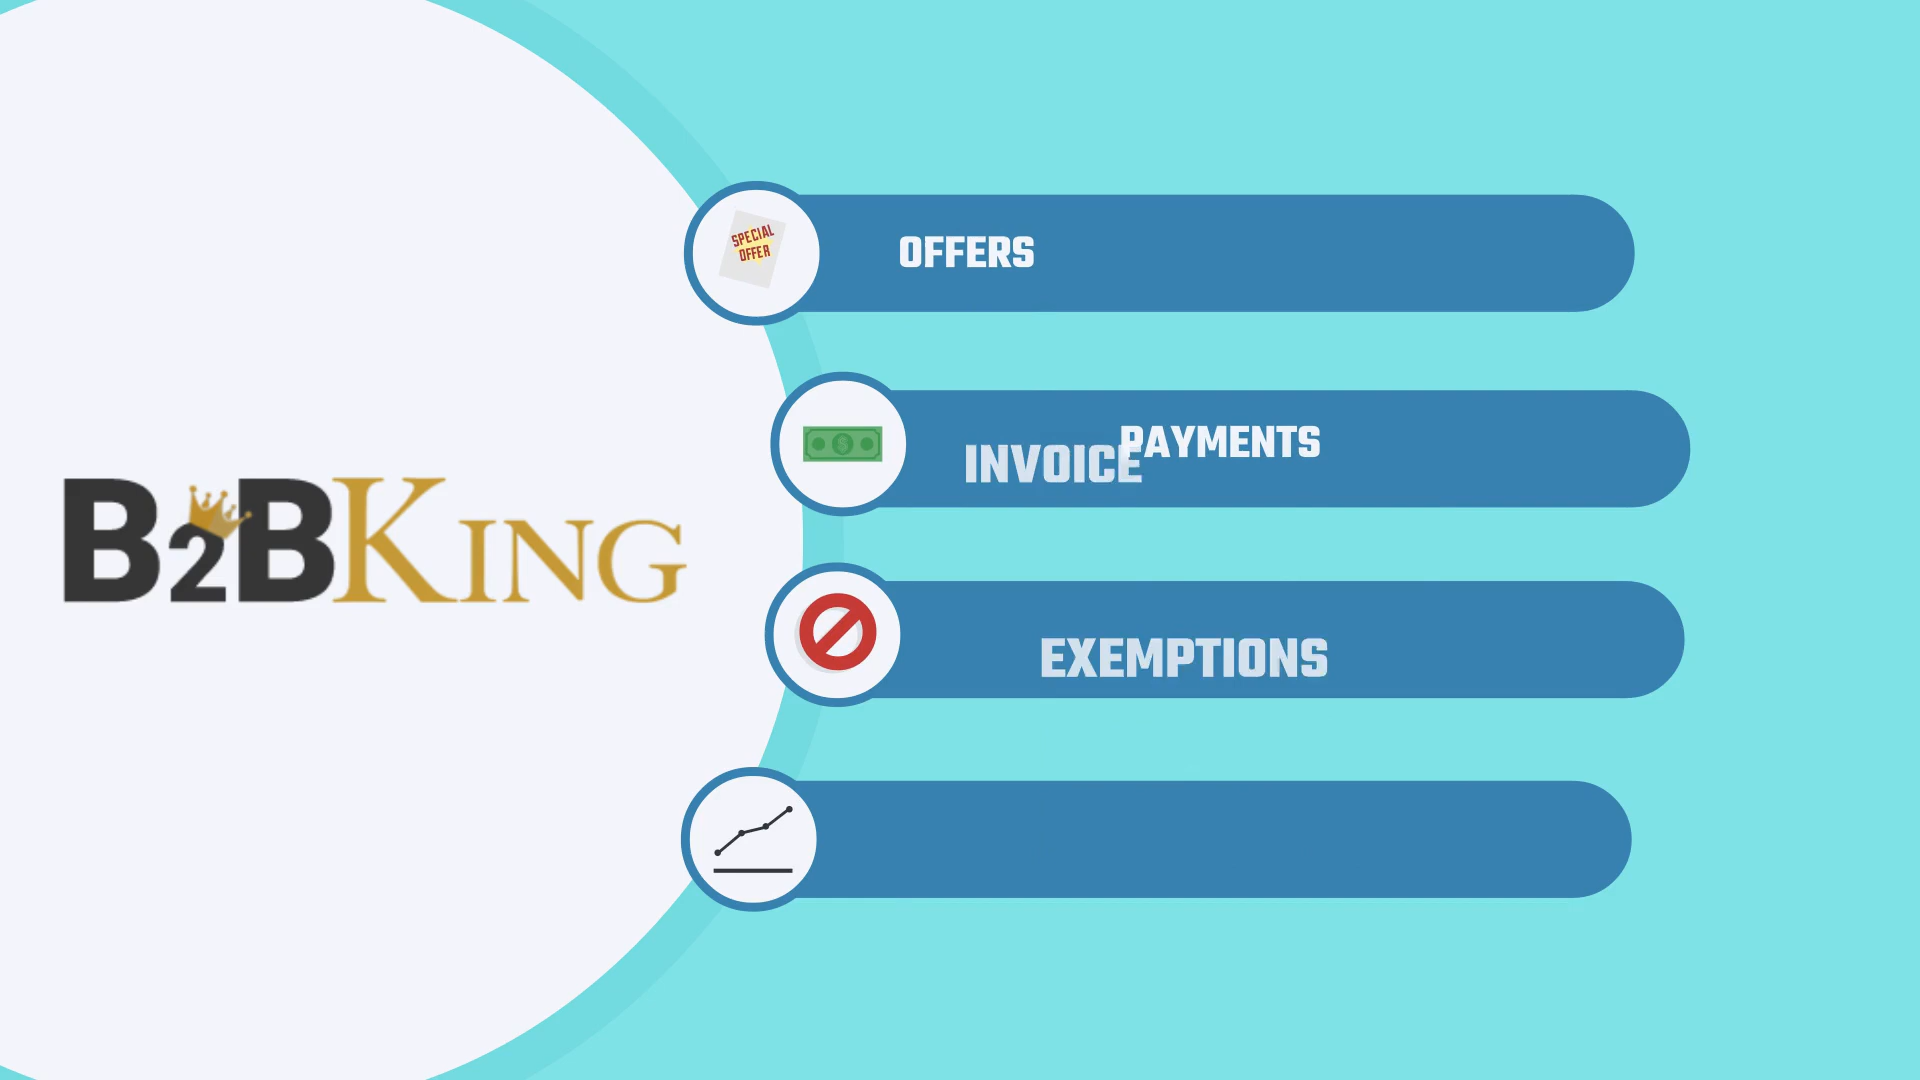 B2BKING
SPECIAL
OFFER
OFFERS
INVOICE PAYMENTS
EXEMPTIONS